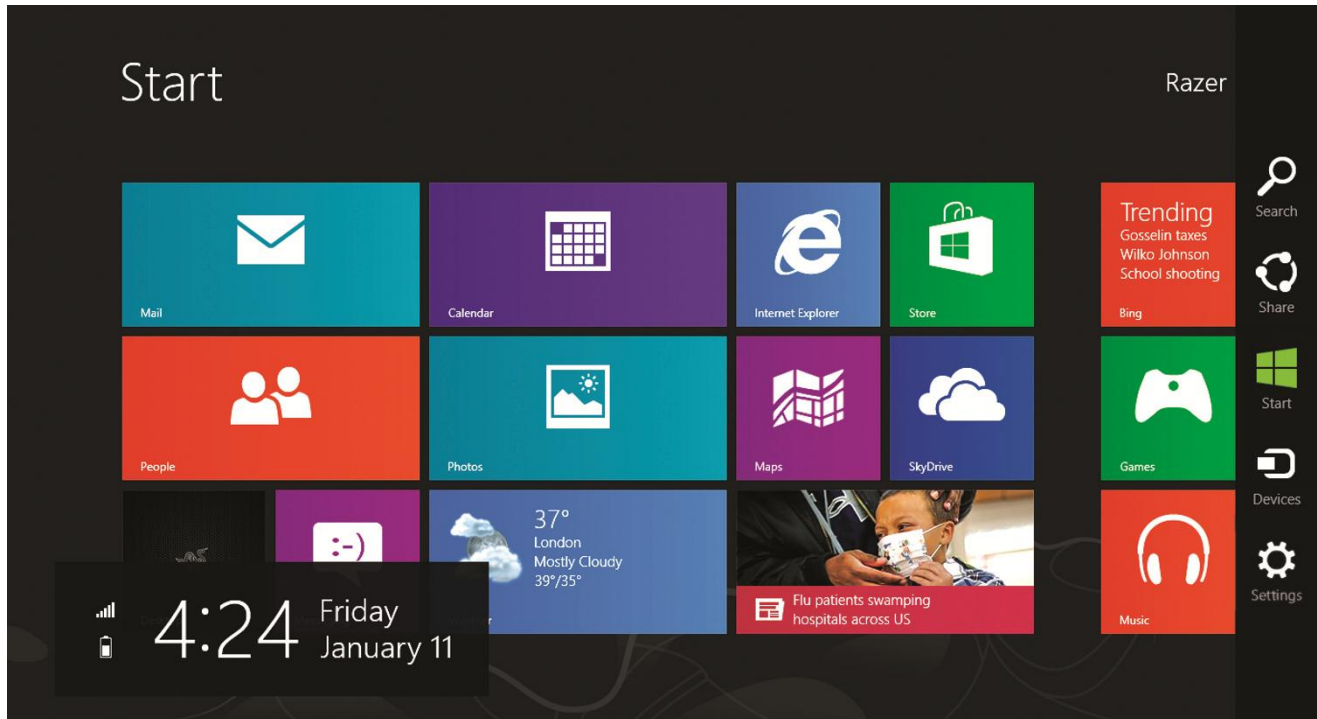 Start
Razer
Mail
Calendar
Internet Explorer
Store
Trending
Gosselin taxes
Wilko Johnson
School shooting
Bing
People
Photos
Maps
SkyDrive
Games
:-)
37°
London
Mostly Cloudy
39°/35°
Flu patients swamping
hospitals across US
Music
4:24
Friday
January 11
Search
Share
Start
Devices
Settings